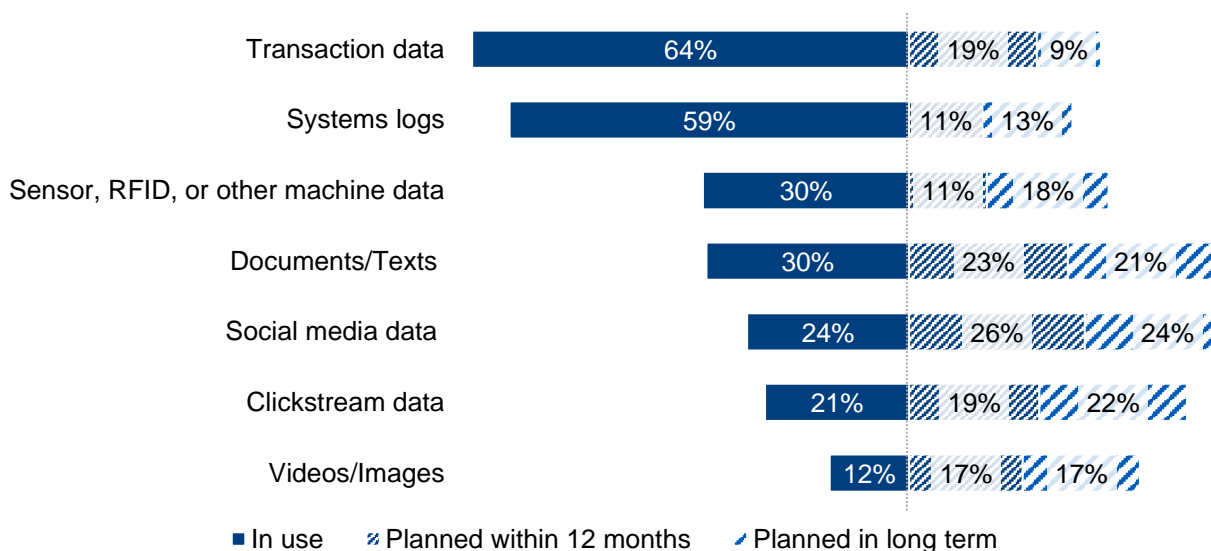 Transaction data 64% 19% 9%
Systems logs 59% 11% 13%
Sensor, RFID, or other machine data 30% 11% 18%
Documents/Texts 30% 23% 21%
Social media data 24% 26% 24%
Clickstream data 21% 19% 22%
Videos/Images 12% 17% 17%
In use Planned within 12 months Planned in long term